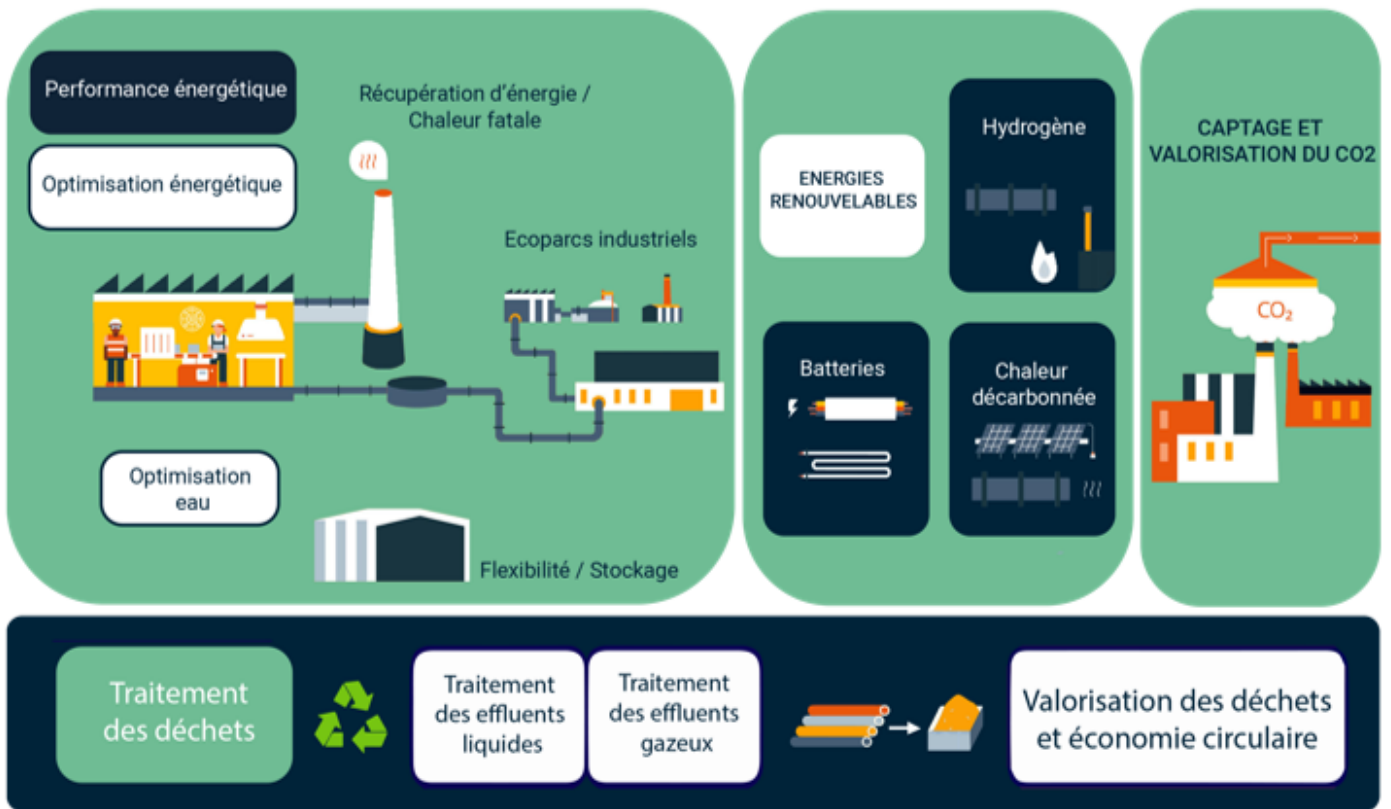 Performance énergétique
Optimisation énergétique
Récupération d'énergie /
Chaleur fatale
Ecoparcs industriels
Optimisation
eau
Flexibilité / Stockage
ENERGIES
RENOUVELABLES
Hydrogène
Batteries
Chaleur
décarbonnée
CAPTAGE ET
VALORISATION DU CO2
CO₂
Traitement
des déchets
Traitement
des effluents
liquides
Traitement
des effluents
gazeux
Valorisation des déchets
et économie circulaire